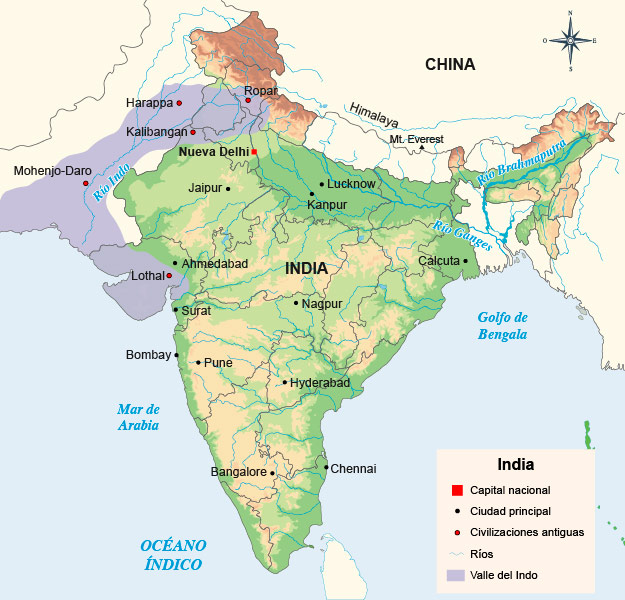 N
O
E
S
CHINA
Ropar
Harappa
Himalaya
Kalibangan
Mt. Everest
Nueva Delhi
Río Brahmaputra
Mohenjo-Daro
Río Indo
Jaipur
Lucknow
Kanpur
Río Ganges
Ahmedabad
INDIA
Calcuta
Lothal
Nagpur
Surat
Golfo de
Bengala
Bombay
Pune
Hyderabad
Mar de
Arabia
Bangalore
Chennai
OCÉANO
ÍNDICO
India
Capital nacional
Ciudad principal
Civilizaciones antiguas
Ríos
Valle del Indo